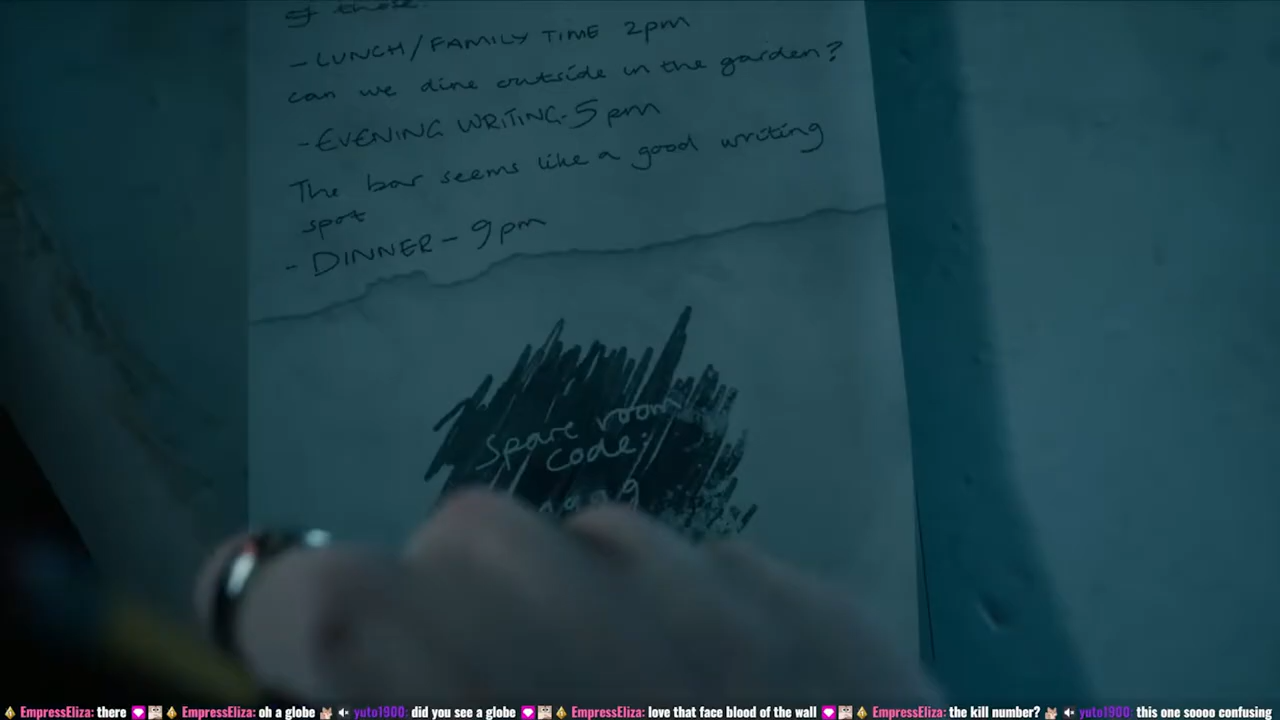 of those.
- LUNCH/FAMILY TIME 2pm
can we dine outside in the garden?
- EVENING WRITING - 5pm
The bar seems like a good writing
spot
- DINNER - 9pm
Spare room
code:
EmpressEliza: there EmpressEliza: oh a globe yuto1900: did you see a globe EmpressEliza: love that face blood of the wall EmpressEliza: the kill number? yuto1900: this one soooo confusing